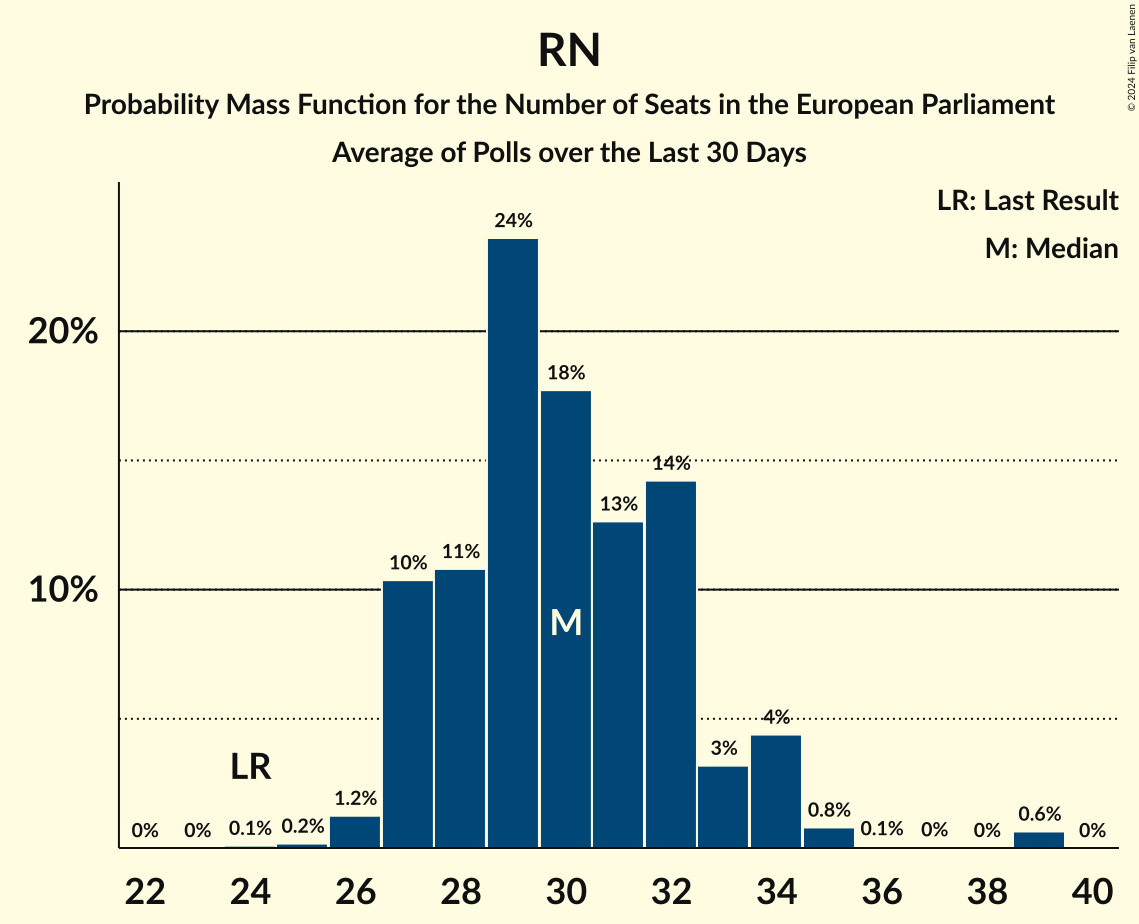 RN
Probability Mass Function for the Number of Seats in the European Parliament
Average of Polls over the Last 30 Days
© 2024 Filip van Laenen
LR: Last Result
M: Median
24%
20%
18%
14%
13%
11%
10%
10%
M
4%
3%
LR
1.2%
0.8%
0.6%
0% 0% 0.1% 0.2% 0.1% 0% 0% 0%
22 24 26 28 30 32 34 36 38 40